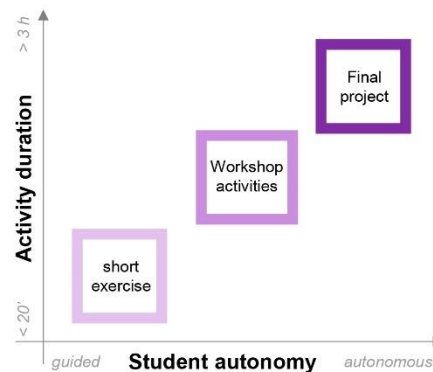 > 3 h
Final
project
Activity duration
Workshop
activities
short
exercise
< 20'
guided
Student autonomy
autonomous